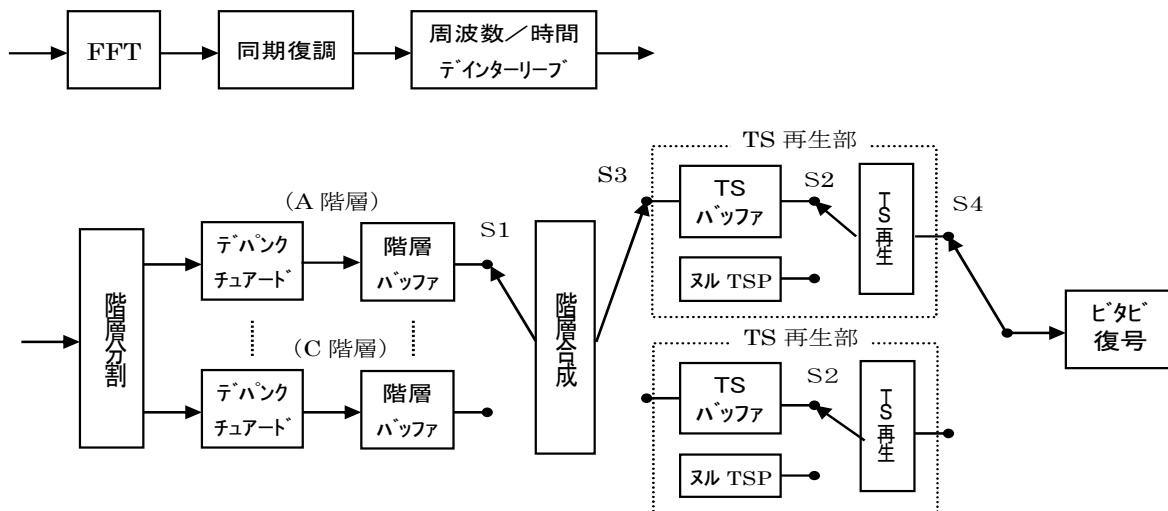 FFT
同期復調
周波数／時間
デインターリーブ
TS 再生部
S3
TS
バッファ
S2
TS再生
S4
ヌル TSP
（A 階層）
S1
階層分割
デパンク
チュアード
階層
バッファ
階層合成
（C 階層）
デパンク
チュアード
階層
バッファ
TS 再生部
TS
バッファ
S2
TS再生
ヌル TSP
ビタビ
復号